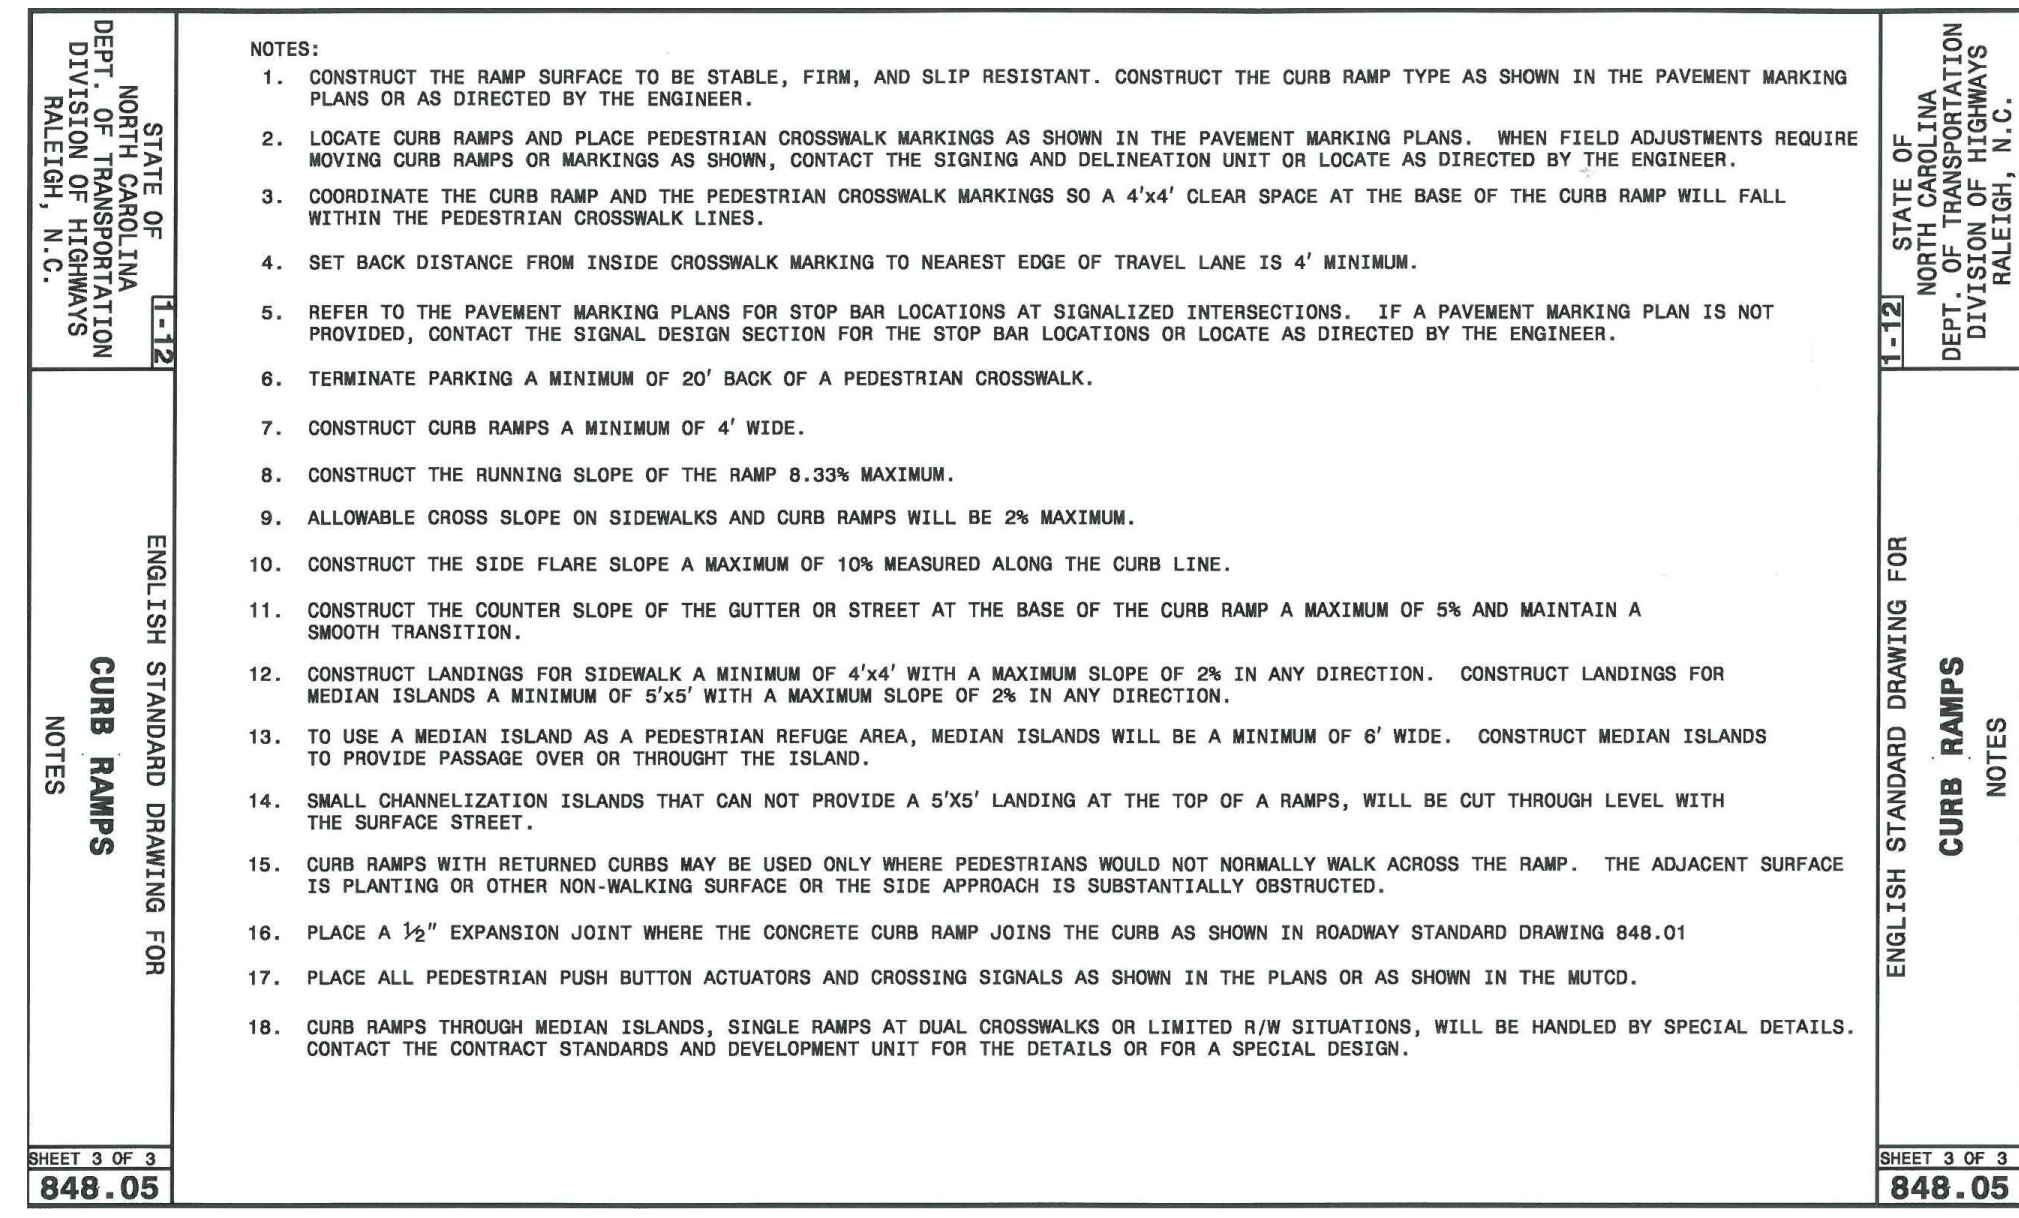 STATE OF
NORTH CAROLINA
DEPT. OF TRANSPORTATION
DIVISION OF HIGHWAYS
RALEIGH, N.C.
1-12
ENGLISH STANDARD DRAWING FOR
CURB RAMPS
NOTES
SHEET 3 OF 3
848.05
NOTES:
1. CONSTRUCT THE RAMP SURFACE TO BE STABLE, FIRM, AND SLIP RESISTANT. CONSTRUCT THE CURB RAMP TYPE AS SHOWN IN THE PAVEMENT MARKING
PLANS OR AS DIRECTED BY THE ENGINEER.
2. LOCATE CURB RAMPS AND PLACE PEDESTRIAN CROSSWALK MARKINGS AS SHOWN IN THE PAVEMENT MARKING PLANS. WHEN FIELD ADJUSTMENTS REQUIRE
MOVING CURB RAMPS OR MARKINGS AS SHOWN, CONTACT THE SIGNING AND DELINEATION UNIT OR LOCATE AS DIRECTED BY THE ENGINEER.
3. COORDINATE THE CURB RAMP AND THE PEDESTRIAN CROSSWALK MARKINGS SO A 4'x4' CLEAR SPACE AT THE BASE OF THE CURB RAMP WILL FALL
WITHIN THE PEDESTRIAN CROSSWALK LINES.
4. SET BACK DISTANCE FROM INSIDE CROSSWALK MARKING TO NEAREST EDGE OF TRAVEL LANE IS 4' MINIMUM.
5. REFER TO THE PAVEMENT MARKING PLANS FOR STOP BAR LOCATIONS AT SIGNALIZED INTERSECTIONS. IF A PAVEMENT MARKING PLAN IS NOT
PROVIDED, CONTACT THE SIGNAL DESIGN SECTION FOR THE STOP BAR LOCATIONS OR LOCATE AS DIRECTED BY THE ENGINEER.
6. TERMINATE PARKING A MINIMUM OF 20' BACK OF A PEDESTRIAN CROSSWALK.
7. CONSTRUCT CURB RAMPS A MINIMUM OF 4' WIDE.
8. CONSTRUCT THE RUNNING SLOPE OF THE RAMP 8.33% MAXIMUM.
9. ALLOWABLE CROSS SLOPE ON SIDEWALKS AND CURB RAMPS WILL BE 2% MAXIMUM.
10. CONSTRUCT THE SIDE FLARE SLOPE A MAXIMUM OF 10% MEASURED ALONG THE CURB LINE.
11. CONSTRUCT THE COUNTER SLOPE OF THE GUTTER OR STREET AT THE BASE OF THE CURB RAMP A MAXIMUM OF 5% AND MAINTAIN A
SMOOTH TRANSITION.
12. CONSTRUCT LANDINGS FOR SIDEWALK A MINIMUM OF 4'x4' WITH A MAXIMUM SLOPE OF 2% IN ANY DIRECTION. CONSTRUCT LANDINGS FOR
MEDIAN ISLANDS A MINIMUM OF 5'x5' WITH A MAXIMUM SLOPE OF 2% IN ANY DIRECTION.
13. TO USE A MEDIAN ISLAND AS A PEDESTRIAN REFUGE AREA, MEDIAN ISLANDS WILL BE A MINIMUM OF 6' WIDE. CONSTRUCT MEDIAN ISLANDS
TO PROVIDE PASSAGE OVER OR THROUGHT THE ISLAND.
14. SMALL CHANNELIZATION ISLANDS THAT CAN NOT PROVIDE A 5'X5' LANDING AT THE TOP OF A RAMPS, WILL BE CUT THROUGH LEVEL WITH
THE SURFACE STREET.
15. CURB RAMPS WITH RETURNED CURBS MAY BE USED ONLY WHERE PEDESTRIANS WOULD NOT NORMALLY WALK ACROSS THE RAMP. THE ADJACENT SURFACE
IS PLANTING OR OTHER NON-WALKING SURFACE OR THE SIDE APPROACH IS SUBSTANTIALLY OBSTRUCTED.
16. PLACE A ½" EXPANSION JOINT WHERE THE CONCRETE CURB RAMP JOINS THE CURB AS SHOWN IN ROADWAY STANDARD DRAWING 848.01
17. PLACE ALL PEDESTRIAN PUSH BUTTON ACTUATORS AND CROSSING SIGNALS AS SHOWN IN THE PLANS OR AS SHOWN IN THE MUTCD.
18. CURB RAMPS THROUGH MEDIAN ISLANDS, SINGLE RAMPS AT DUAL CROSSWALKS OR LIMITED R/W SITUATIONS, WILL BE HANDLED BY SPECIAL DETAILS.
CONTACT THE CONTRACT STANDARDS AND DEVELOPMENT UNIT FOR THE DETAILS OR FOR A SPECIAL DESIGN.
1-12
STATE OF
NORTH CAROLINA
DEPT. OF TRANSPORTATION
DIVISION OF HIGHWAYS
RALEIGH, N.C.
ENGLISH STANDARD DRAWING FOR
CURB RAMPS
NOTES
SHEET 3 OF 3
848.05